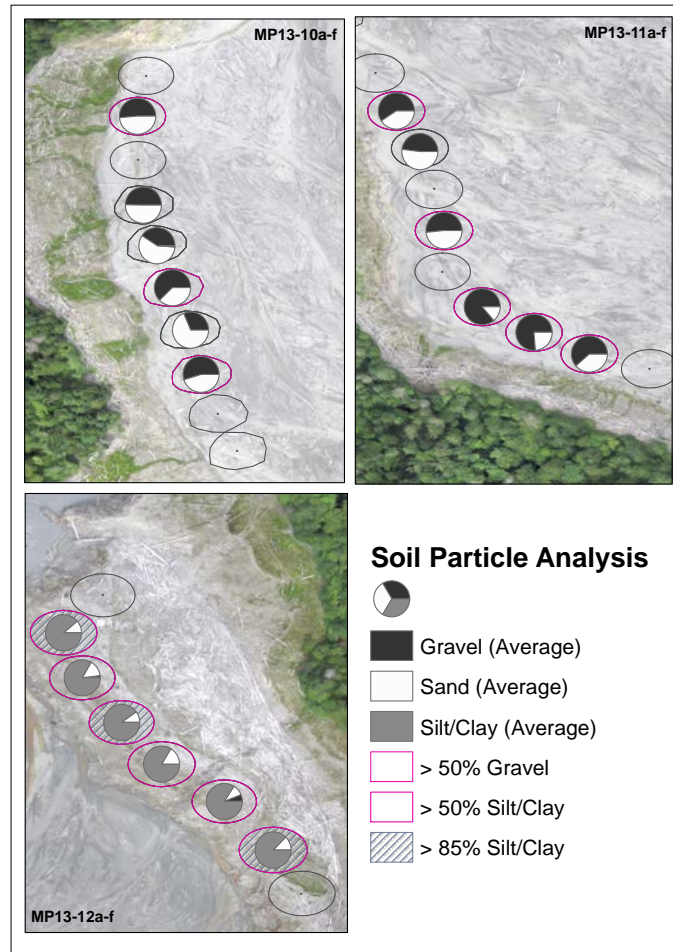 MP13-10a-f
MP13-11a-f
MP13-12a-f
Soil Particle Analysis
Gravel (Average)
Sand (Average)
Silt/Clay (Average)
> 50% Gravel
> 50% Silt/Clay
> 85% Silt/Clay